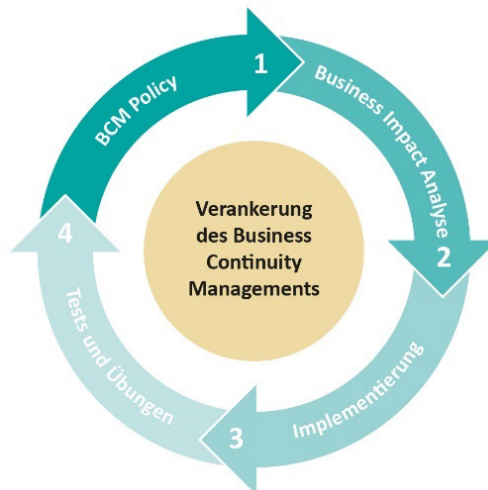 BCM Policy
1
Business Impact Analyse
2
Implementierung
3
Tests und Übungen
4
Verankerung
des Business
Continuity
Managements